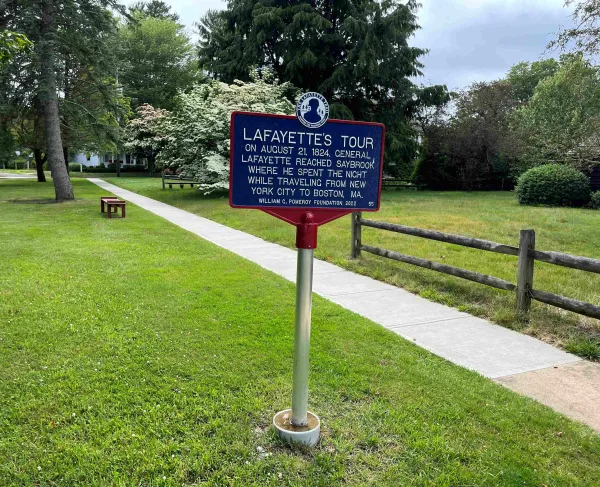 LAFAYETTE'S TOUR
ON AUGUST 21, 1824, GENERAL
LAFAYETTE REACHED SAYBROOK
WHERE HE SPENT THE NIGHT
WHILE TRAVELING FROM NEW
YORK CITY TO BOSTON, MA.
WILLIAM C. POMEROY FOUNDATION 2022 95